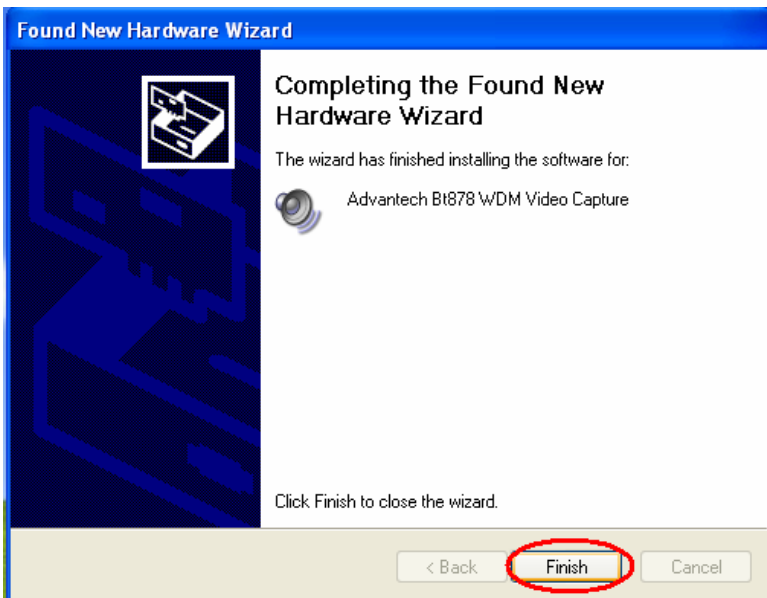 Found New Hardware Wizard
Completing the Found New
Hardware Wizard
The wizard has finished installing the software for:
Advantech Bt878 WDM Video Capture
Click Finish to close the wizard.
< Back Finish Cancel